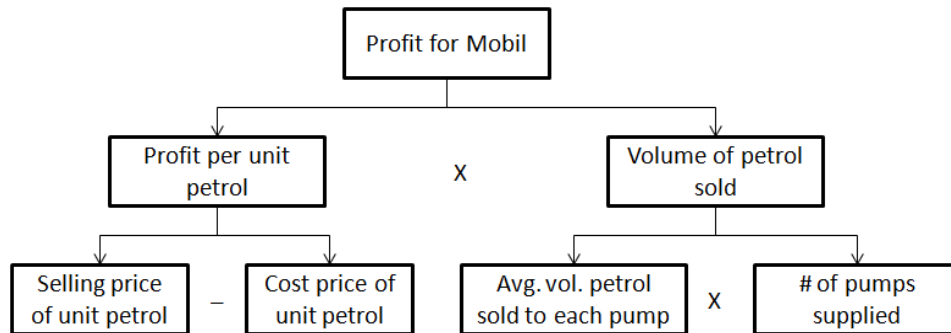 Profit for Mobil
Profit per unit
petrol
X
Volume of petrol
sold
Selling price
of unit petrol
–
Cost price of
unit petrol
Avg. vol. petrol
sold to each pump
X
# of pumps
supplied